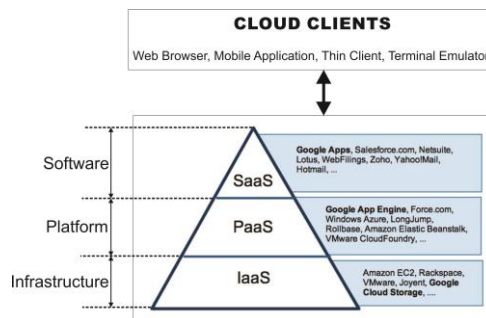 CLOUD CLIENTS
Web Browser, Mobile Application, Thin Client, Terminal Emulator
Software
SaaS
Google Apps, Salesforce.com, Netsuite,
Lotus, WebFilings, Zoho, Yahoo!Mail,
Hotmail, ...
Platform
PaaS
Google App Engine, Force.com,
Windows Azure, LongJump,
Rollbase, Amazon Elastic Beanstalk,
VMware CloudFoundry, ...
Infrastructure
IaaS
Amazon EC2, Rackspace,
VMware, Joyent, Google
Cloud Storage, ....